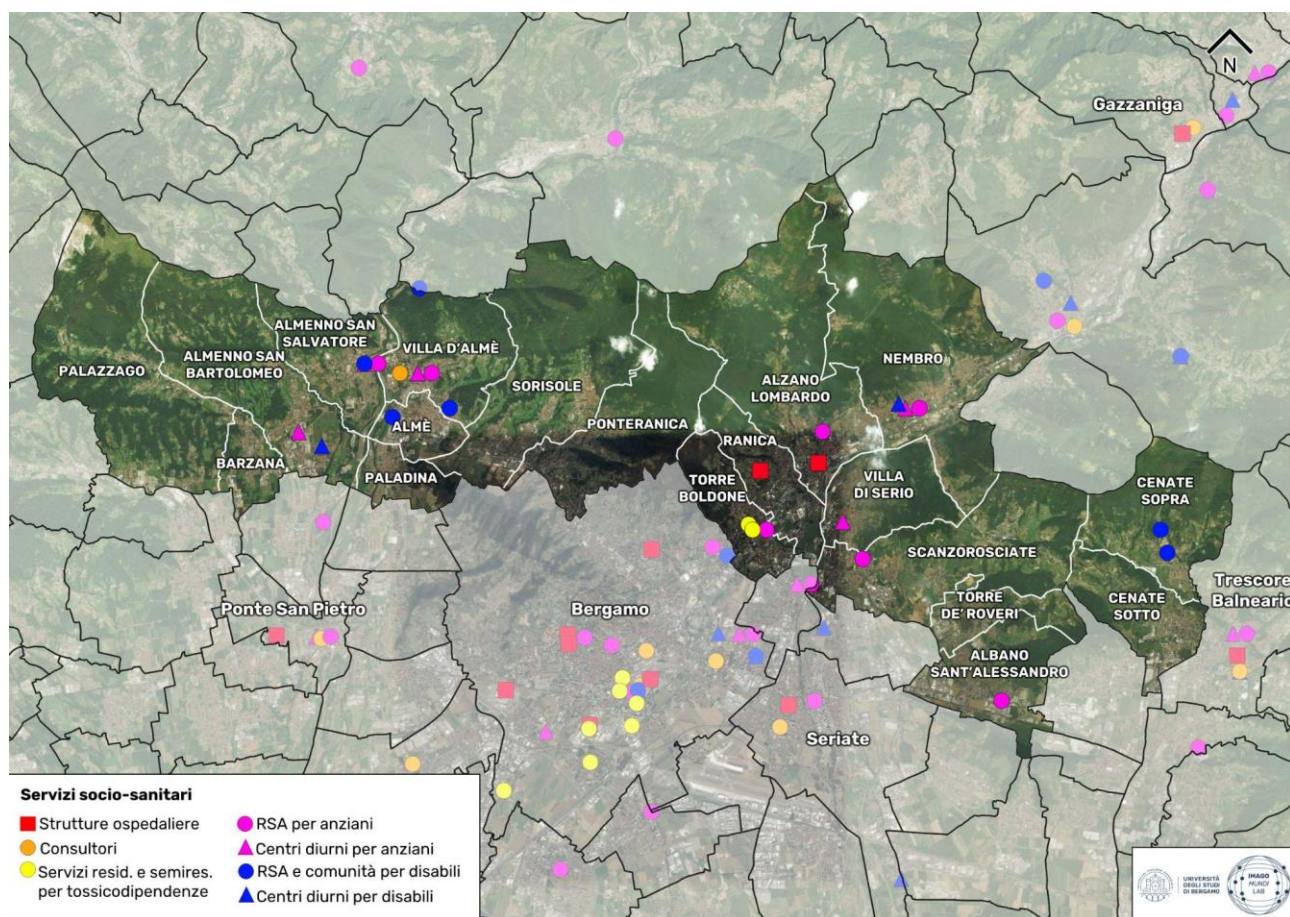 N
Gazzaniga
ALMENNO SAN
SALVATORE
VILLA D'ALMÈ
NEMBRO
PALAZZAGO
ALMENNO SAN
BARTOLOMEO
SORISOLE
ALZANO
LOMBARDO
PONTERANICA
ALMÈ
RANICA
BARZANA
PALADINA
TORRE
BOLDONE
VILLA
DI SERIO
CENATE
SOPRA
SCANZOROSCIATE
Ponte San Pietro
Bergamo
TORRE
DE' ROVERI
CENATE
SOTTO
Trescore
Balneario
ALBANO
SANT'ALESSANDRO
Seriate
Servizi socio-sanitari
Strutture ospedaliere
Consultori
Servizi resid. e semires.
per tossicodipendenze
RSA per anziani
Centri diurni per anziani
RSA e comunità per disabili
Centri diurni per disabili
UNIVERSITÀ
DEGLI STUDI
DI BERGAMO
IMAGO
MUNDI
LAB